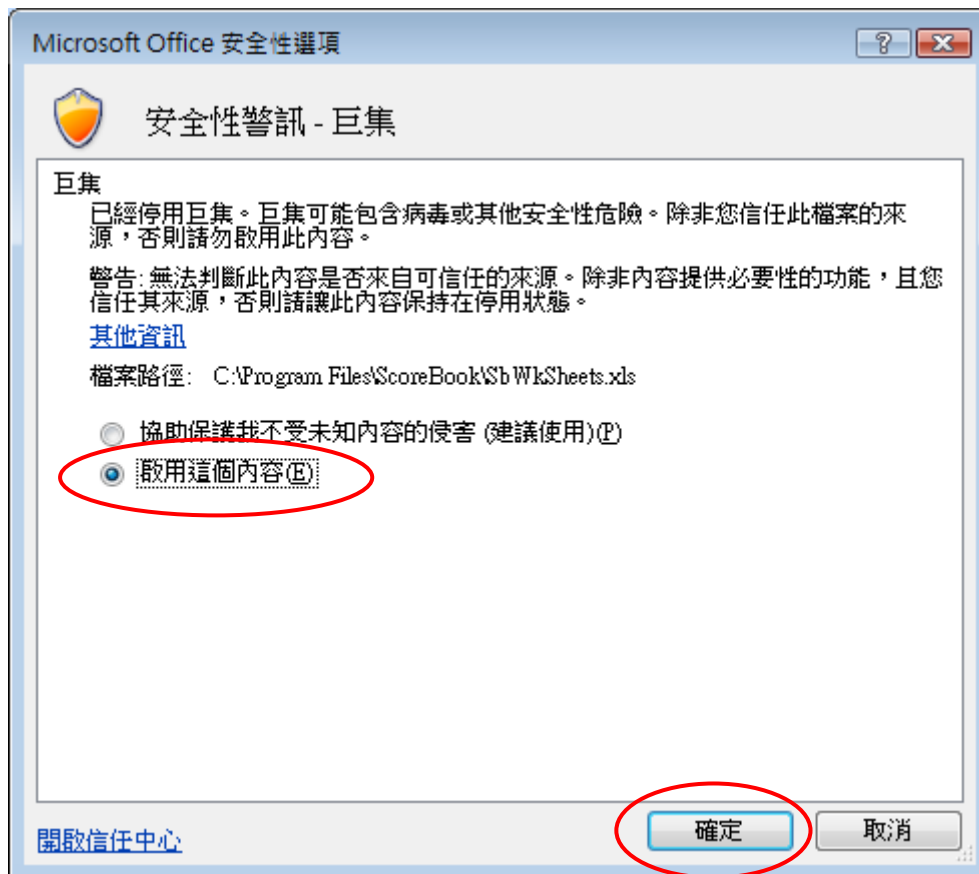 Microsoft Office 安全性選項
安全性警訊 - 巨集
巨集
已經停用巨集。巨集可能包含病毒或其他安全性危險。除非您信任此檔案的來
源，否則請勿啟用此內容。
警告: 無法判斷此內容是否來自可信任的來源。除非內容提供必要性的功能，且您
信任其來源，否則請讓此內容保持在停用狀態。
其他資訊
檔案路徑: C:\Program Files\ScoreBook\SbWkSheets.xls
協助保護我不受未知內容的侵害 (建議使用)(P)
啟用這個內容(E)
開啟信任中心
確定
取消